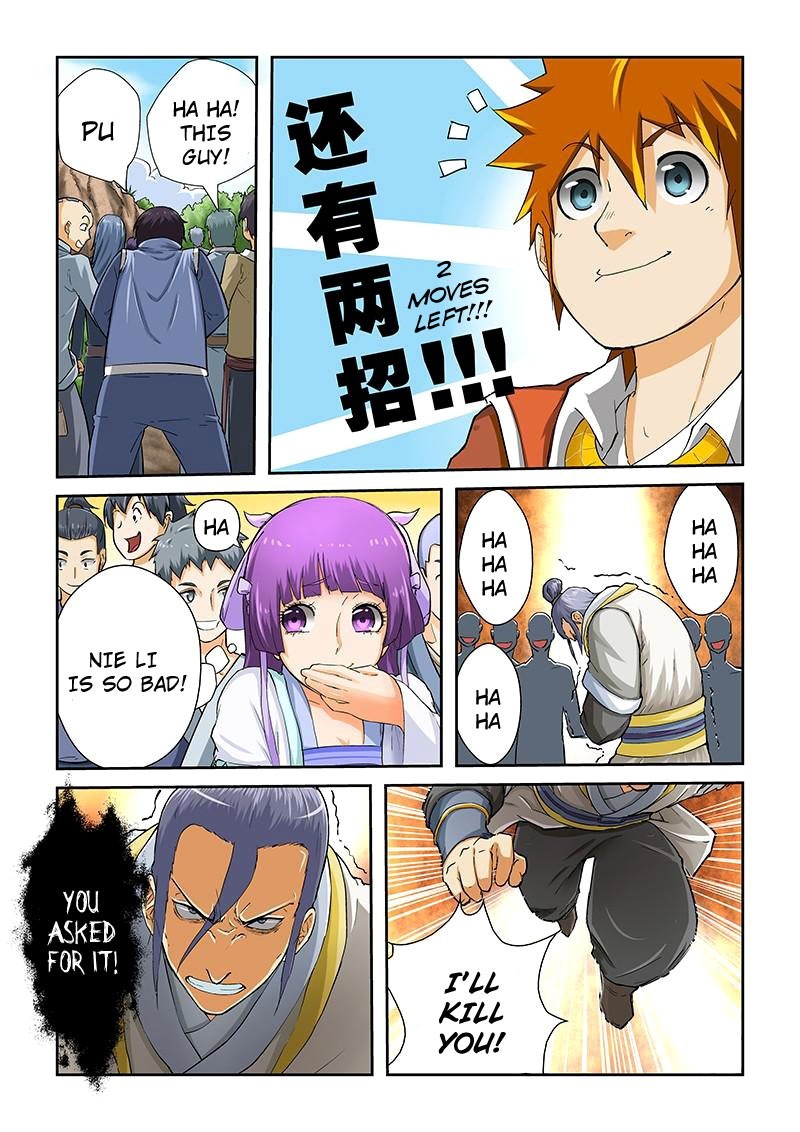 PU
HA HA!
THIS
GUY!
还有两招!!!
2
MOVES
LEFT!!!
HA
NIE LI
IS SO BAD!
HA
HA
HA
HA
HA
HA
HA
HA
YOU
ASKED
FOR IT!
I'LL
KILL
YOU!